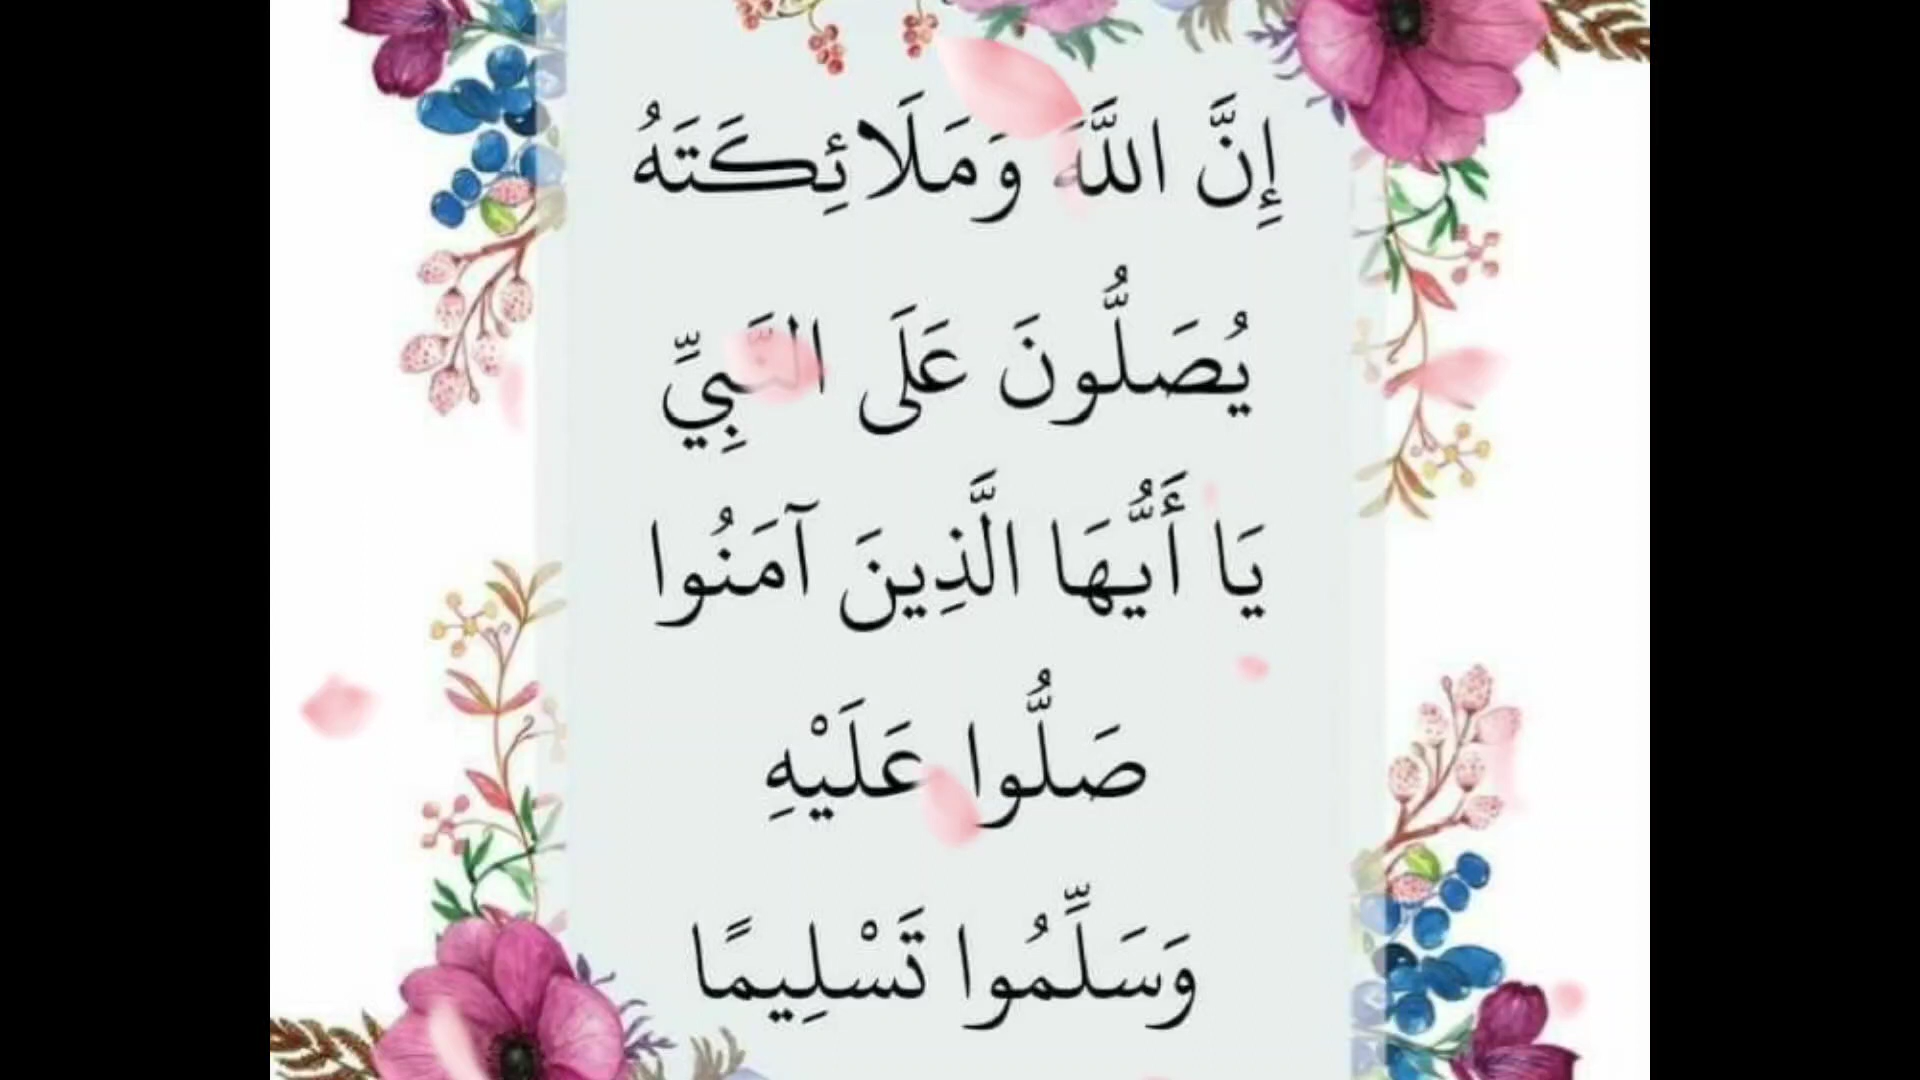 إِنَّ اللَّهَ وَمَلَائِكَتَهُ
يُصَلُّونَ عَلَى النَّبِيِّ
يَا أَيُّهَا الَّذِينَ آمَنُوا
صَلُّوا عَلَيْهِ
وَسَلِّمُوا تَسْلِيمًا